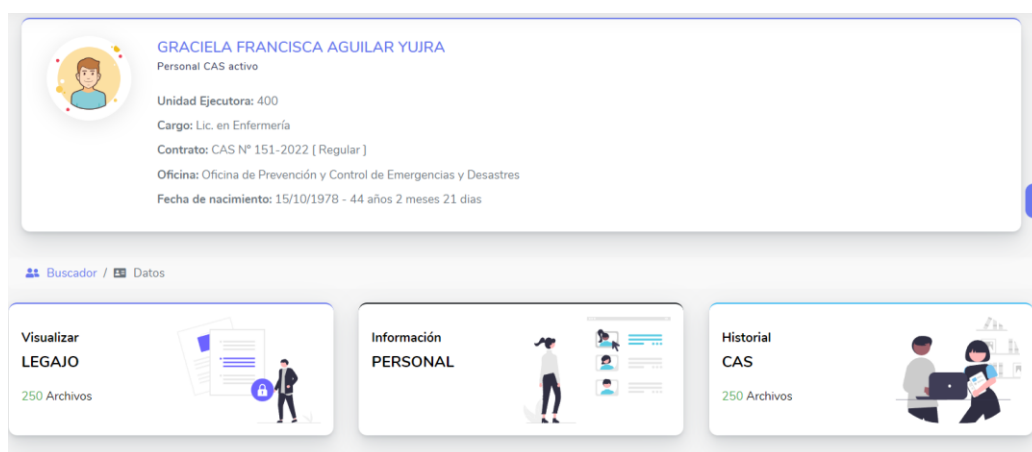 GRACIELA FRANCISCA AGUILAR YUJRA
Personal CAS activo
Unidad Ejecutora: 400
Cargo: Lic. en Enfermería
Contrato: CAS Nº 151-2022 [ Regular ]
Oficina: Oficina de Prevención y Control de Emergencias y Desastres
Fecha de nacimiento: 15/10/1978 - 44 años 2 meses 21 dias
Buscador / Datos
Visualizar
LEGAJO
250 Archivos
Información
PERSONAL
Historial
CAS
250 Archivos